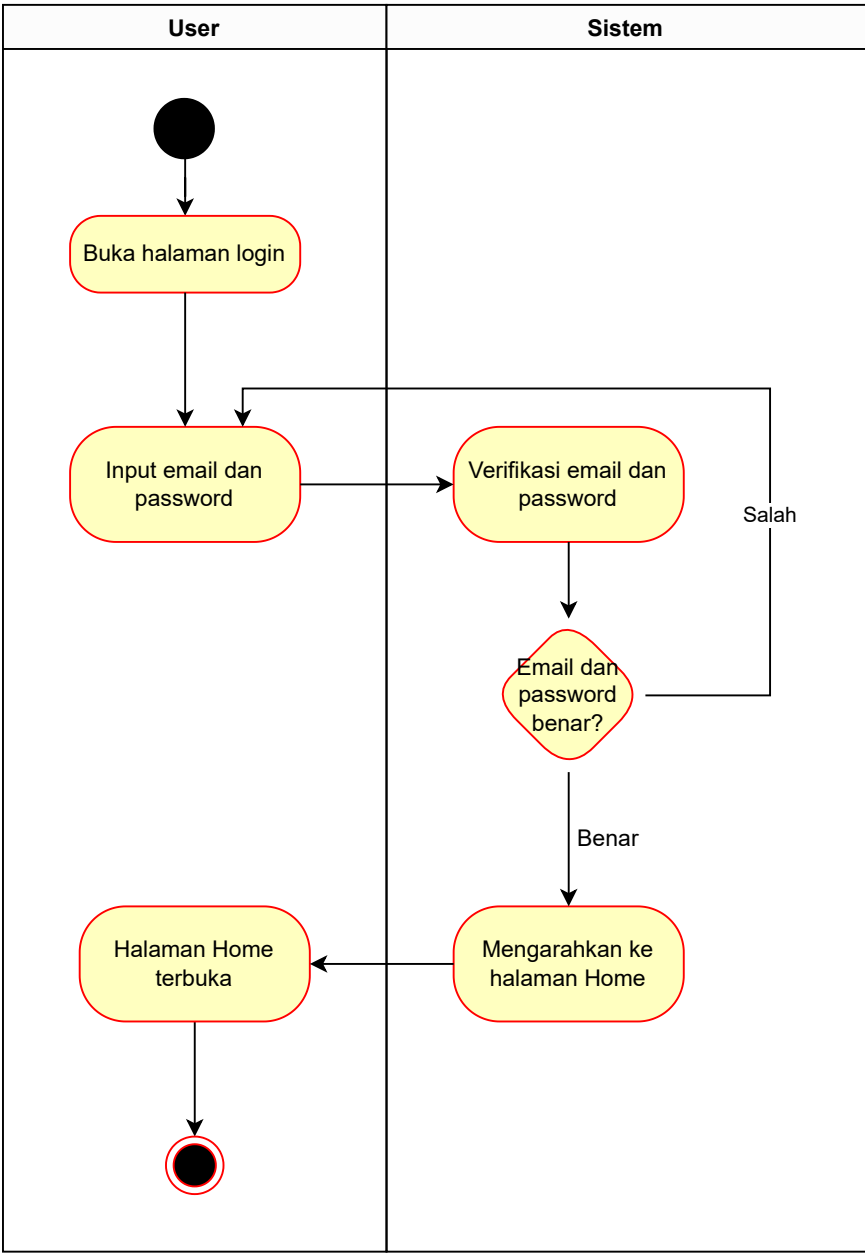 User
Sistem
Buka halaman login
Input email dan
password
Verifikasi email dan
password
Salah
Email dan
password
benar?
Benar
Halaman Home
terbuka
Mengarahkan ke
halaman Home